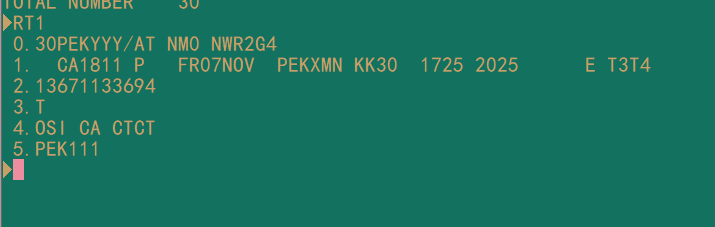 TOTAL NUMBER 30
▶RT1
0.30PEKYYY/AT NMO NWR2G4
1. CA1811 P FR07NOV PEKXMN KK30 1725 2025 E T3T4
2.13671133694
3.T
4.OSI CA CTCT
5.PEK111
▶